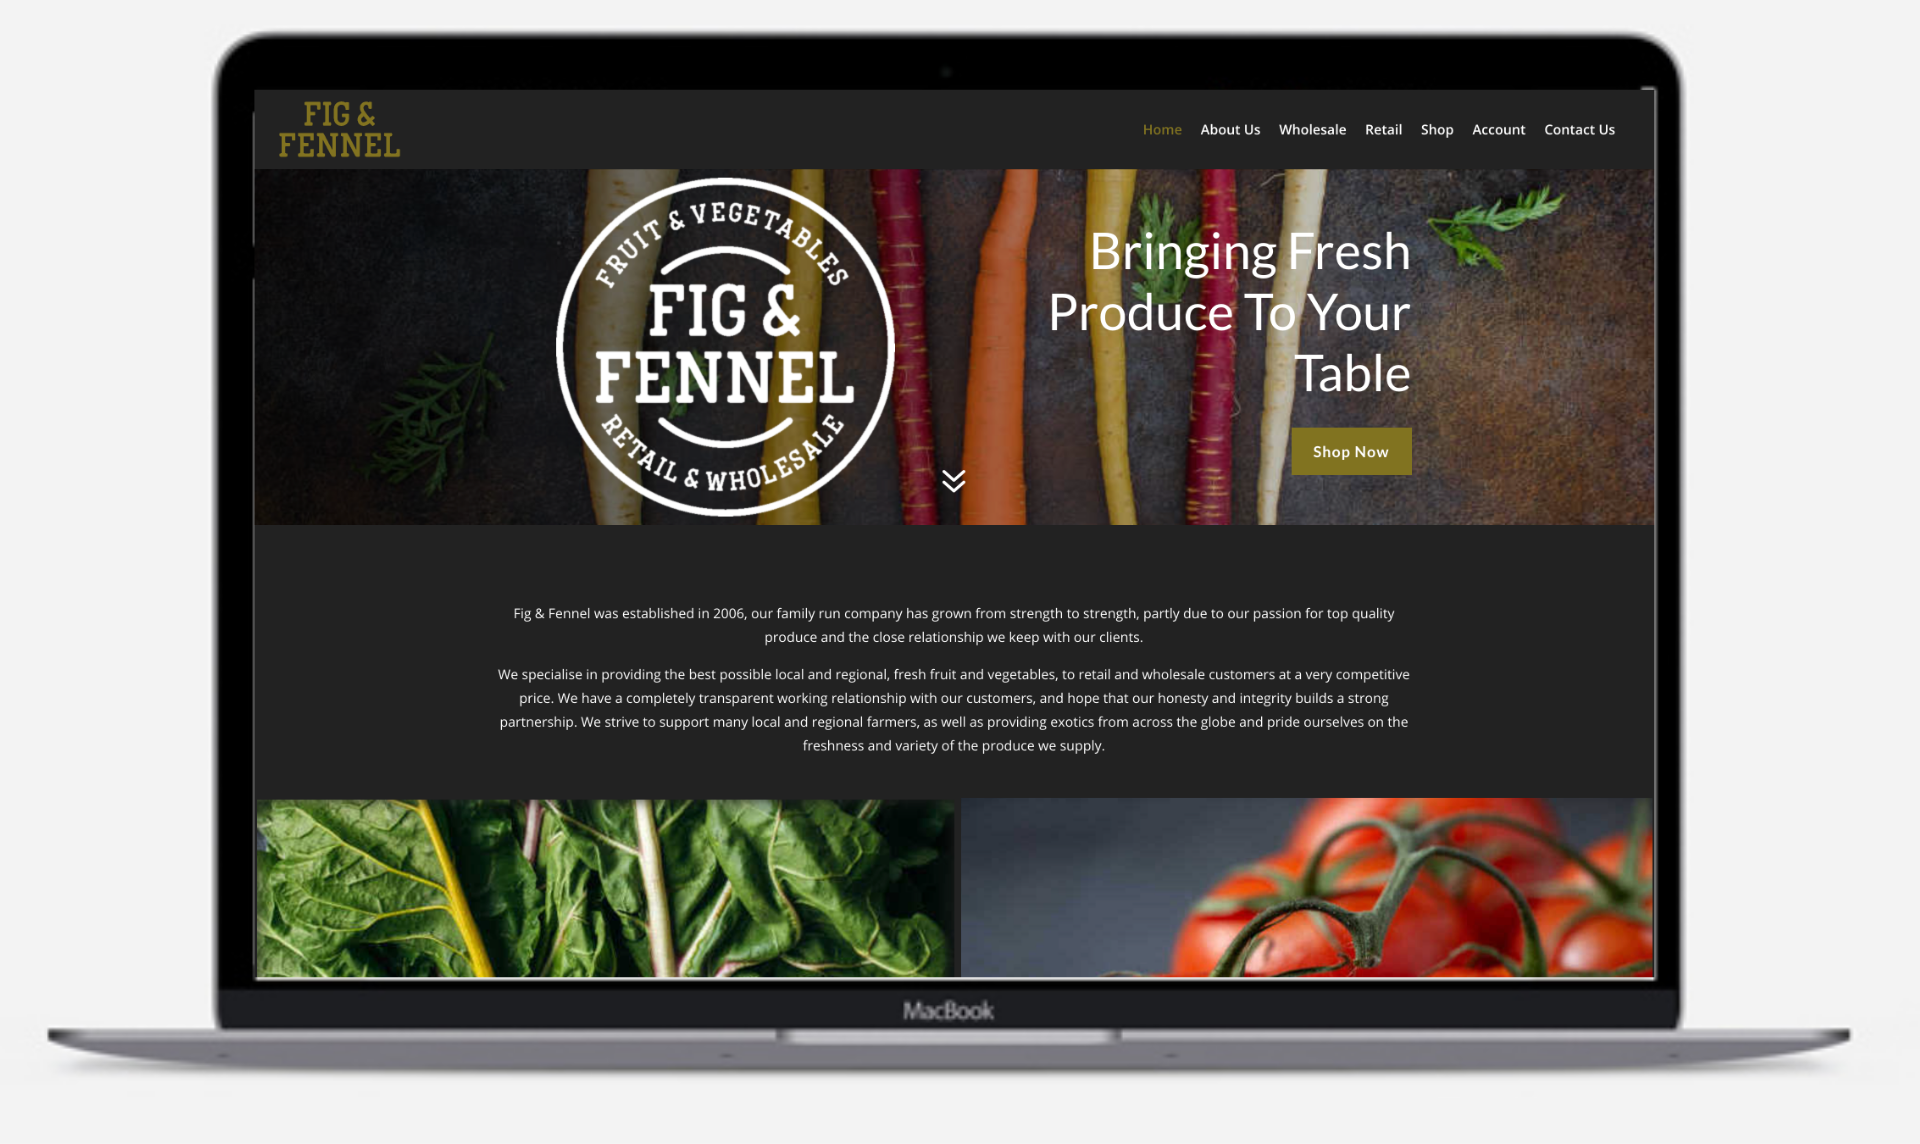 FIG &
FENNEL
Home About Us Wholesale Retail Shop Account Contact Us
FRUIT & VEGETABLES
FIG &
FENNEL
RETAIL & WHOLESALE
Bringing Fresh
Produce To Your
Table
Shop Now
Fig & Fennel was established in 2006, our family run company has grown from strength to strength, partly due to our passion for top quality
produce and the close relationship we keep with our clients.
We specialise in providing the best possible local and regional, fresh fruit and vegetables, to retail and wholesale customers at a very competitive
price. We have a completely transparent working relationship with our customers, and hope that our honesty and integrity builds a strong
partnership. We strive to support many local and regional farmers, as well as providing exotics from across the globe and pride ourselves on the
freshness and variety of the produce we supply.
MacBook